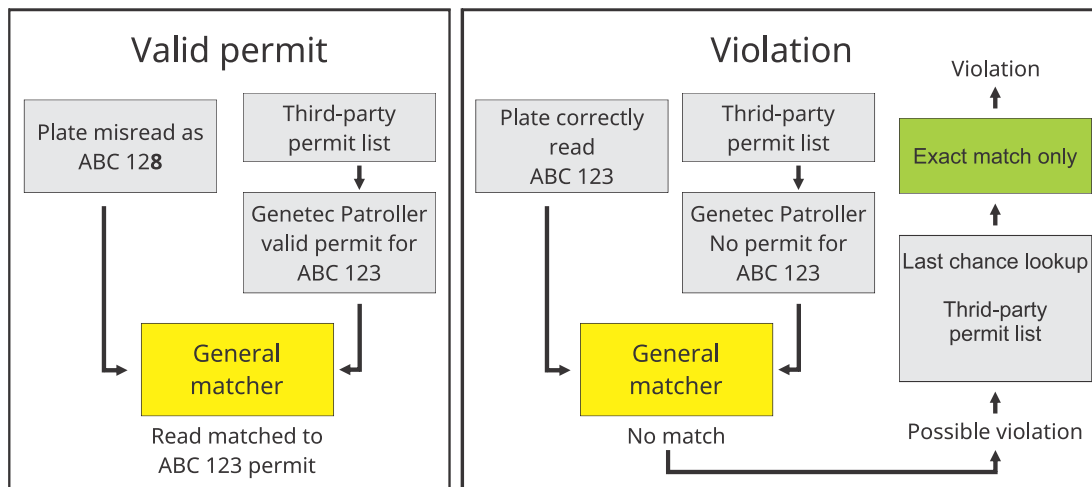 Valid permit
Plate misread as
ABC 128
Third-party
permit list
Genetec Patroller
valid permit for
ABC 123
General
matcher
Read matched to
ABC 123 permit
Violation
Plate correctly
read
ABC 123
Thrid-party
permit list
Genetec Patroller
No permit for
ABC 123
General
matcher
No match
Possible violation
Last chance lookup
Thrid-party
permit list
Exact match only
Violation